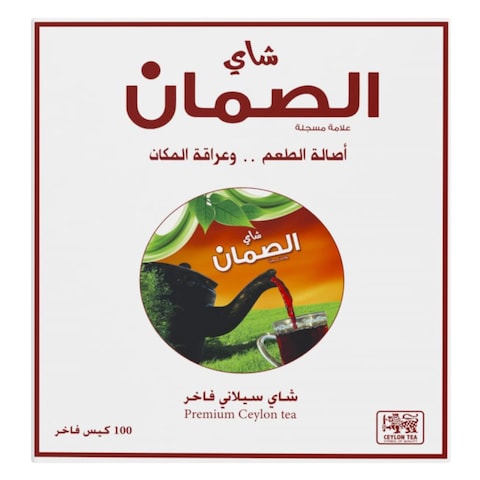 شاي
الصمان
علامة مسجلة
أصالة الطعم .. وعراقة المكان
شاي
الصمان
شاي سيلاني فاخر
Premium Ceylon tea
100 كيس فاخر
CEYLON TEA